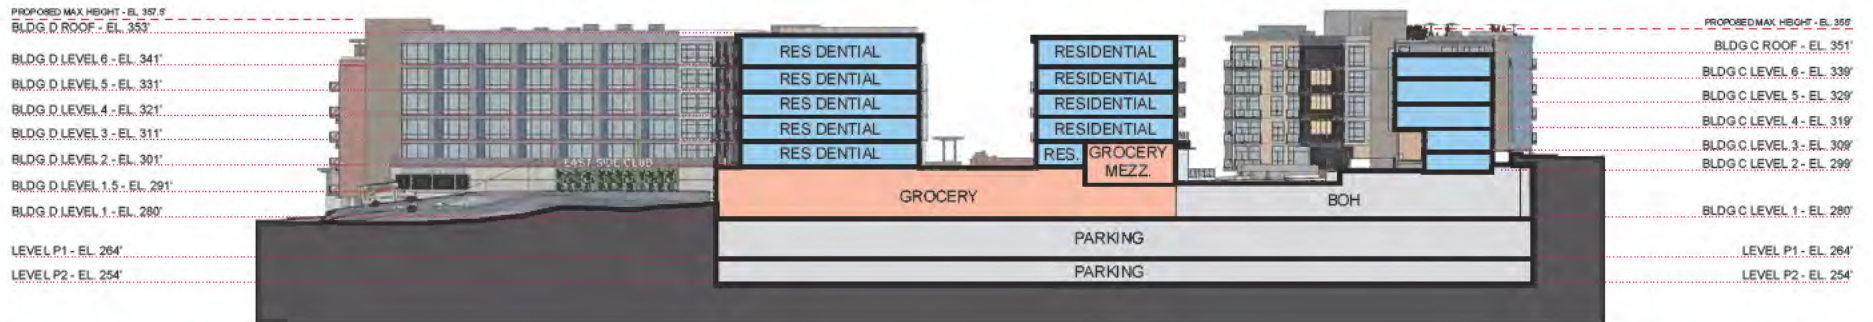 PROPOSED MAX. HEIGHT - EL. 357.5'
BLDG D ROOF - EL. 353'
BLDG D LEVEL 6 - EL. 341'
BLDG D LEVEL 5 - EL. 331'
BLDG D LEVEL 4 - EL. 321'
BLDG D LEVEL 3 - EL. 311'
BLDG D LEVEL 2 - EL. 301'
BLDG D LEVEL 1.5 - EL. 291'
BLDG D LEVEL 1 - EL. 280'
LEVEL P1 - EL. 264'
LEVEL P2 - EL. 254'
EAST SIDE CLUB
RES DENTIAL
RES DENTIAL
RES DENTIAL
RES DENTIAL
RES DENTIAL
RESIDENTIAL
RESIDENTIAL
RESIDENTIAL
RESIDENTIAL
RES.
GROCERY
MEZZ.
GROCERY
BOH
PARKING
PARKING
PROPOSED MAX. HEIGHT - EL. 356'
BLDG C ROOF - EL. 351'
BLDG C LEVEL 6 - EL. 339'
BLDG C LEVEL 5 - EL. 329'
BLDG C LEVEL 4 - EL. 319'
BLDG C LEVEL 3 - EL. 309'
BLDG C LEVEL 2 - EL. 299'
BLDG C LEVEL 1 - EL. 280'
LEVEL P1 - EL. 264'
LEVEL P2 - EL. 254'